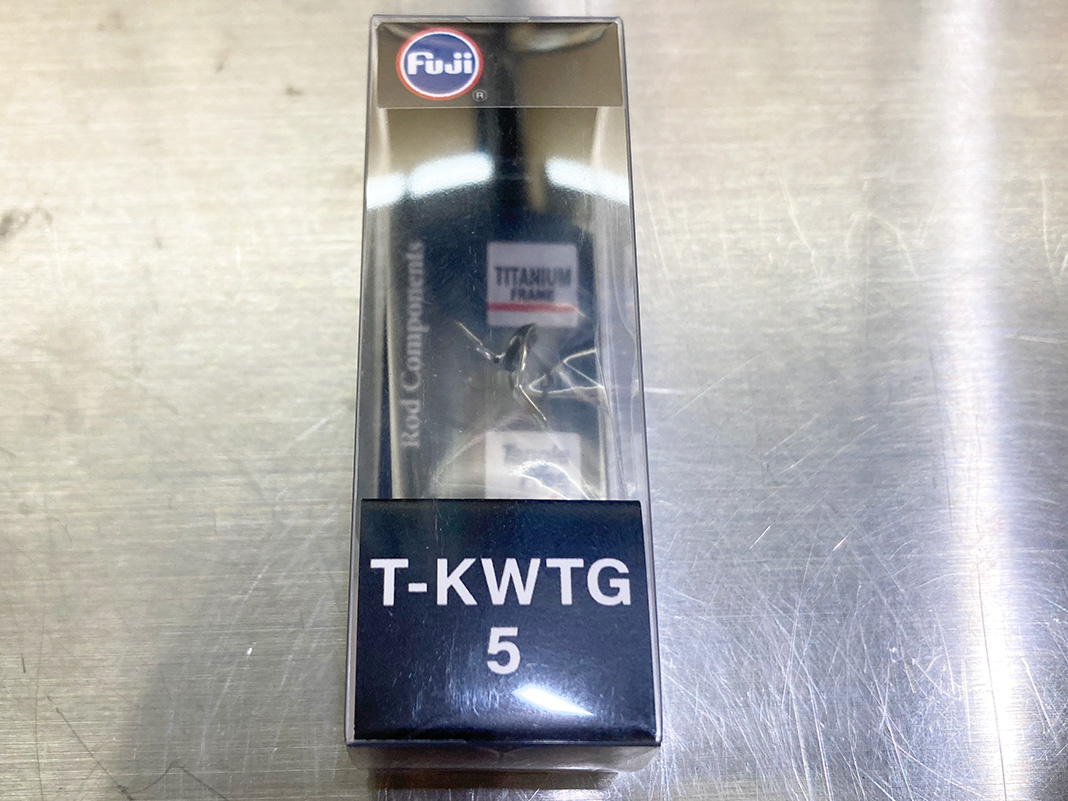 Fuji
®
Rod Components
TITANIUM
FRAME
T-KWTG
5